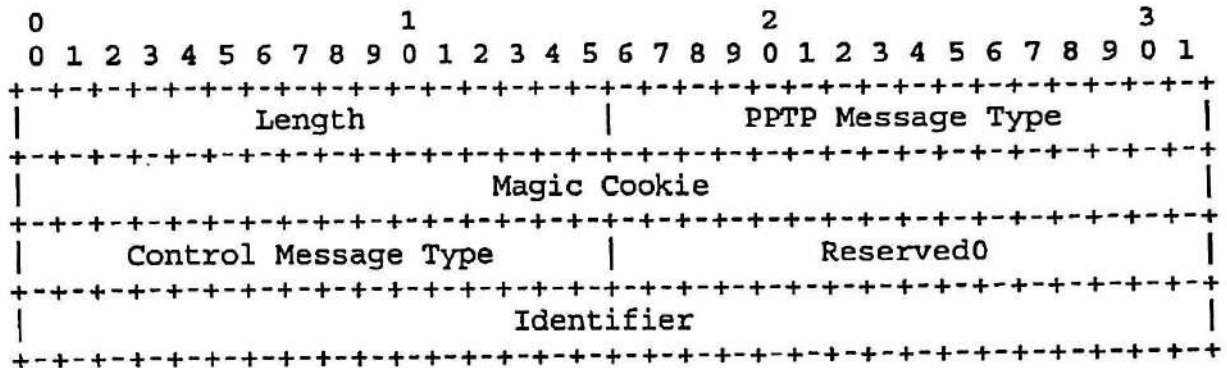 0                   1                   2                   3
0 1 2 3 4 5 6 7 8 9 0 1 2 3 4 5 6 7 8 9 0 1 2 3 4 5 6 7 8 9 0 1
+-+-+-+-+-+-+-+-+-+-+-+-+-+-+-+-+-+-+-+-+-+-+-+-+-+-+-+-+-+-+-+-+
| Length | PPTP Message Type |
+-+-+-+-+-+-+-+-+-+-+-+-+-+-+-+-+-+-+-+-+-+-+-+-+-+-+-+-+-+-+-+-+
| Magic Cookie |
+-+-+-+-+-+-+-+-+-+-+-+-+-+-+-+-+-+-+-+-+-+-+-+-+-+-+-+-+-+-+-+-+
| Control Message Type | Reserved0 |
+-+-+-+-+-+-+-+-+-+-+-+-+-+-+-+-+-+-+-+-+-+-+-+-+-+-+-+-+-+-+-+-+
| Identifier |
+-+-+-+-+-+-+-+-+-+-+-+-+-+-+-+-+-+-+-+-+-+-+-+-+-+-+-+-+-+-+-+-+